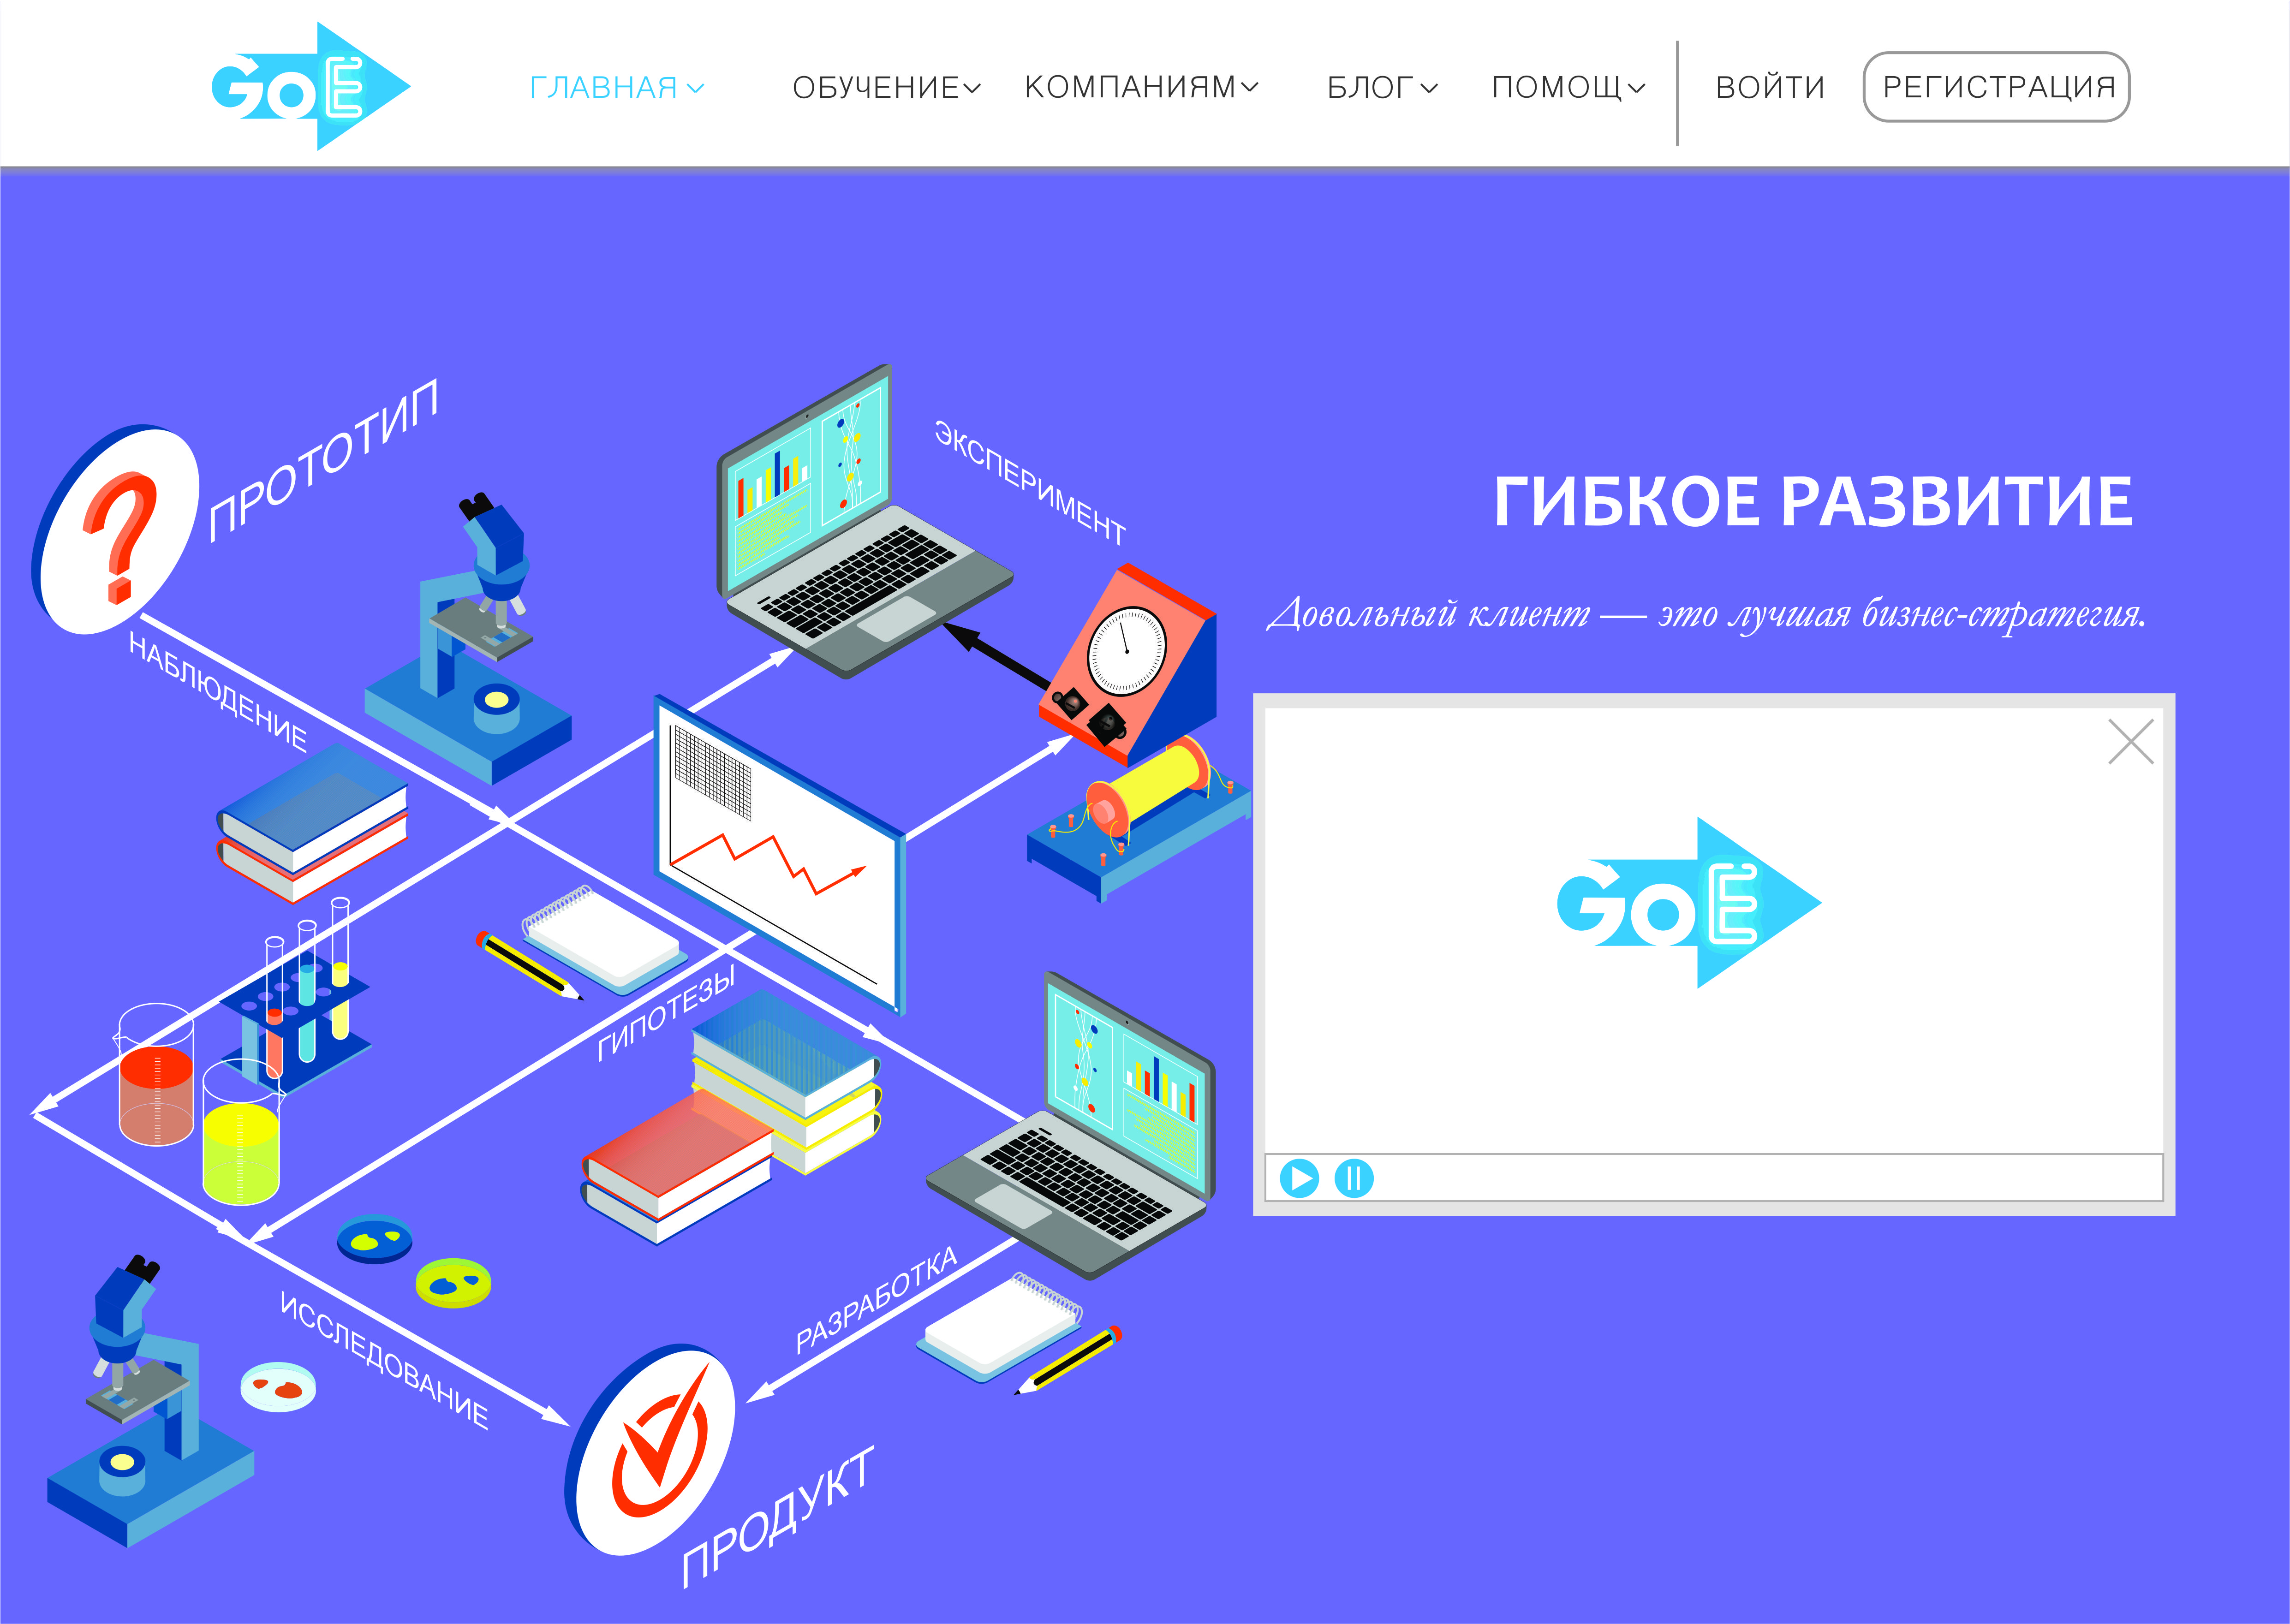 GoE ГЛАВНАЯ ОБУЧЕНИЕ КОМПАНИЯМ БЛОГ ПОМОЩ ВОЙТИ РЕГИСТРАЦИЯ
ПРОТОТИП
ЭКСПЕРИМЕНТ
ГИБКОЕ РАЗВИТИЕ
Довольный клиент — это лучшая бизнес-стратегия.
НАБЛЮДЕНИЕ
GoE
ГИПОТЕЗЫ
РАЗРАБОТКА
ИССЛЕДОВАНИЕ
ПРОДУКТ